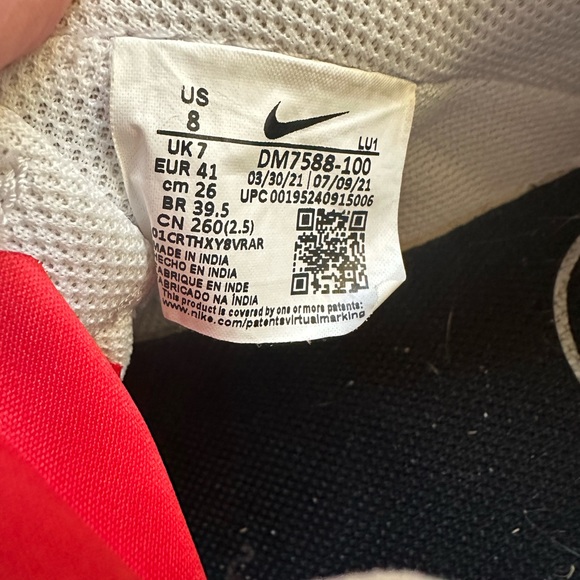 US
8
LU1
UK 7
DM7588-100
EUR 41
03/30/21 | 07/09/21
cm 26
UPC 00195240915006
BR 39.5
CN 260(2.5)
01CRTHXY8VRAR
MADE IN INDIA
HECHO EN INDIA
FABRIQUE EN INDE
FABRICADO NA ÍNDIA
This product is covered by one or more patents:
www.nike.com/patentsvirtualmarking